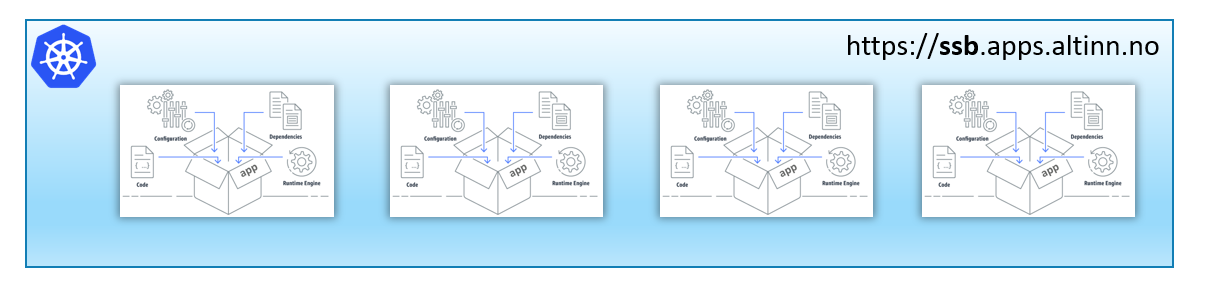 https://ssb.apps.altinn.no
Configuration
Dependencies
Code
{ ... }
app
Runtime Engine
Configuration
Dependencies
Code
{ ... }
app
Runtime Engine
Configuration
Dependencies
Code
{ ... }
app
Runtime Engine
Configuration
Dependencies
Code
{ ... }
app
Runtime Engine